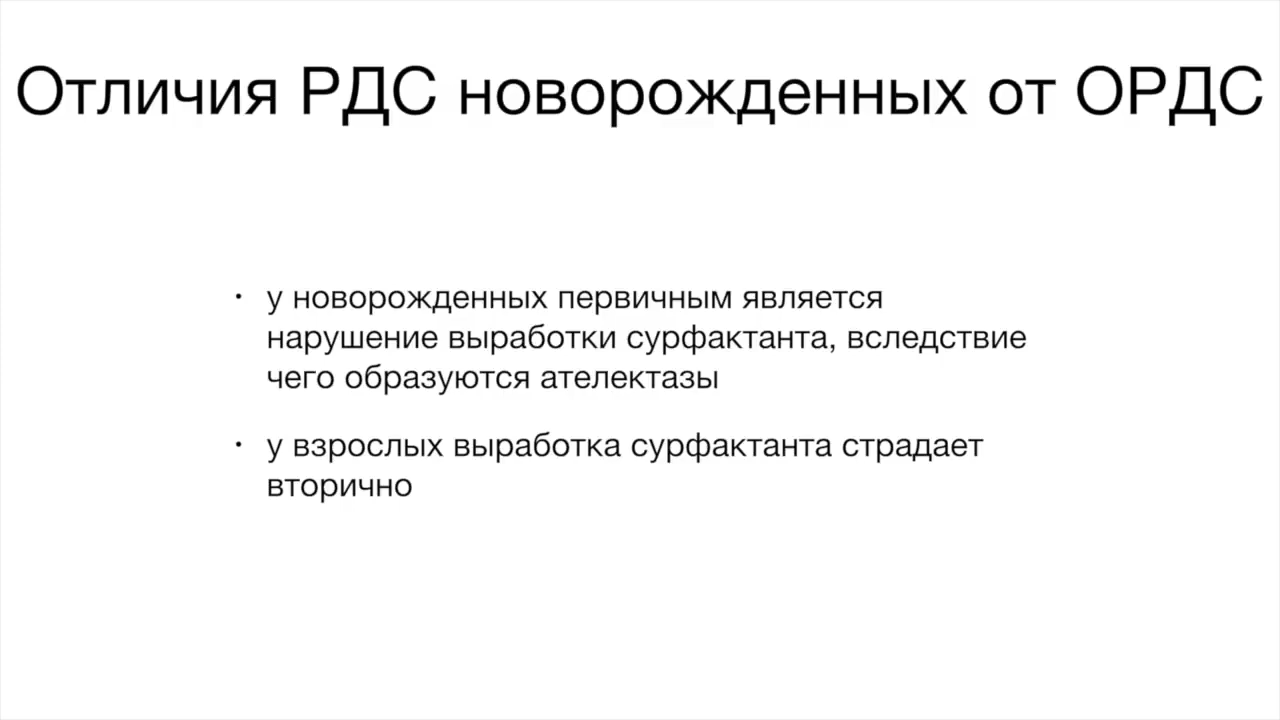 Отличия РДС новорожденных от ОРДС
• у новорожденных первичным является
нарушение выработки сурфактанта, вследствие
чего образуются ателектазы
• у взрослых выработка сурфактанта страдает
вторично